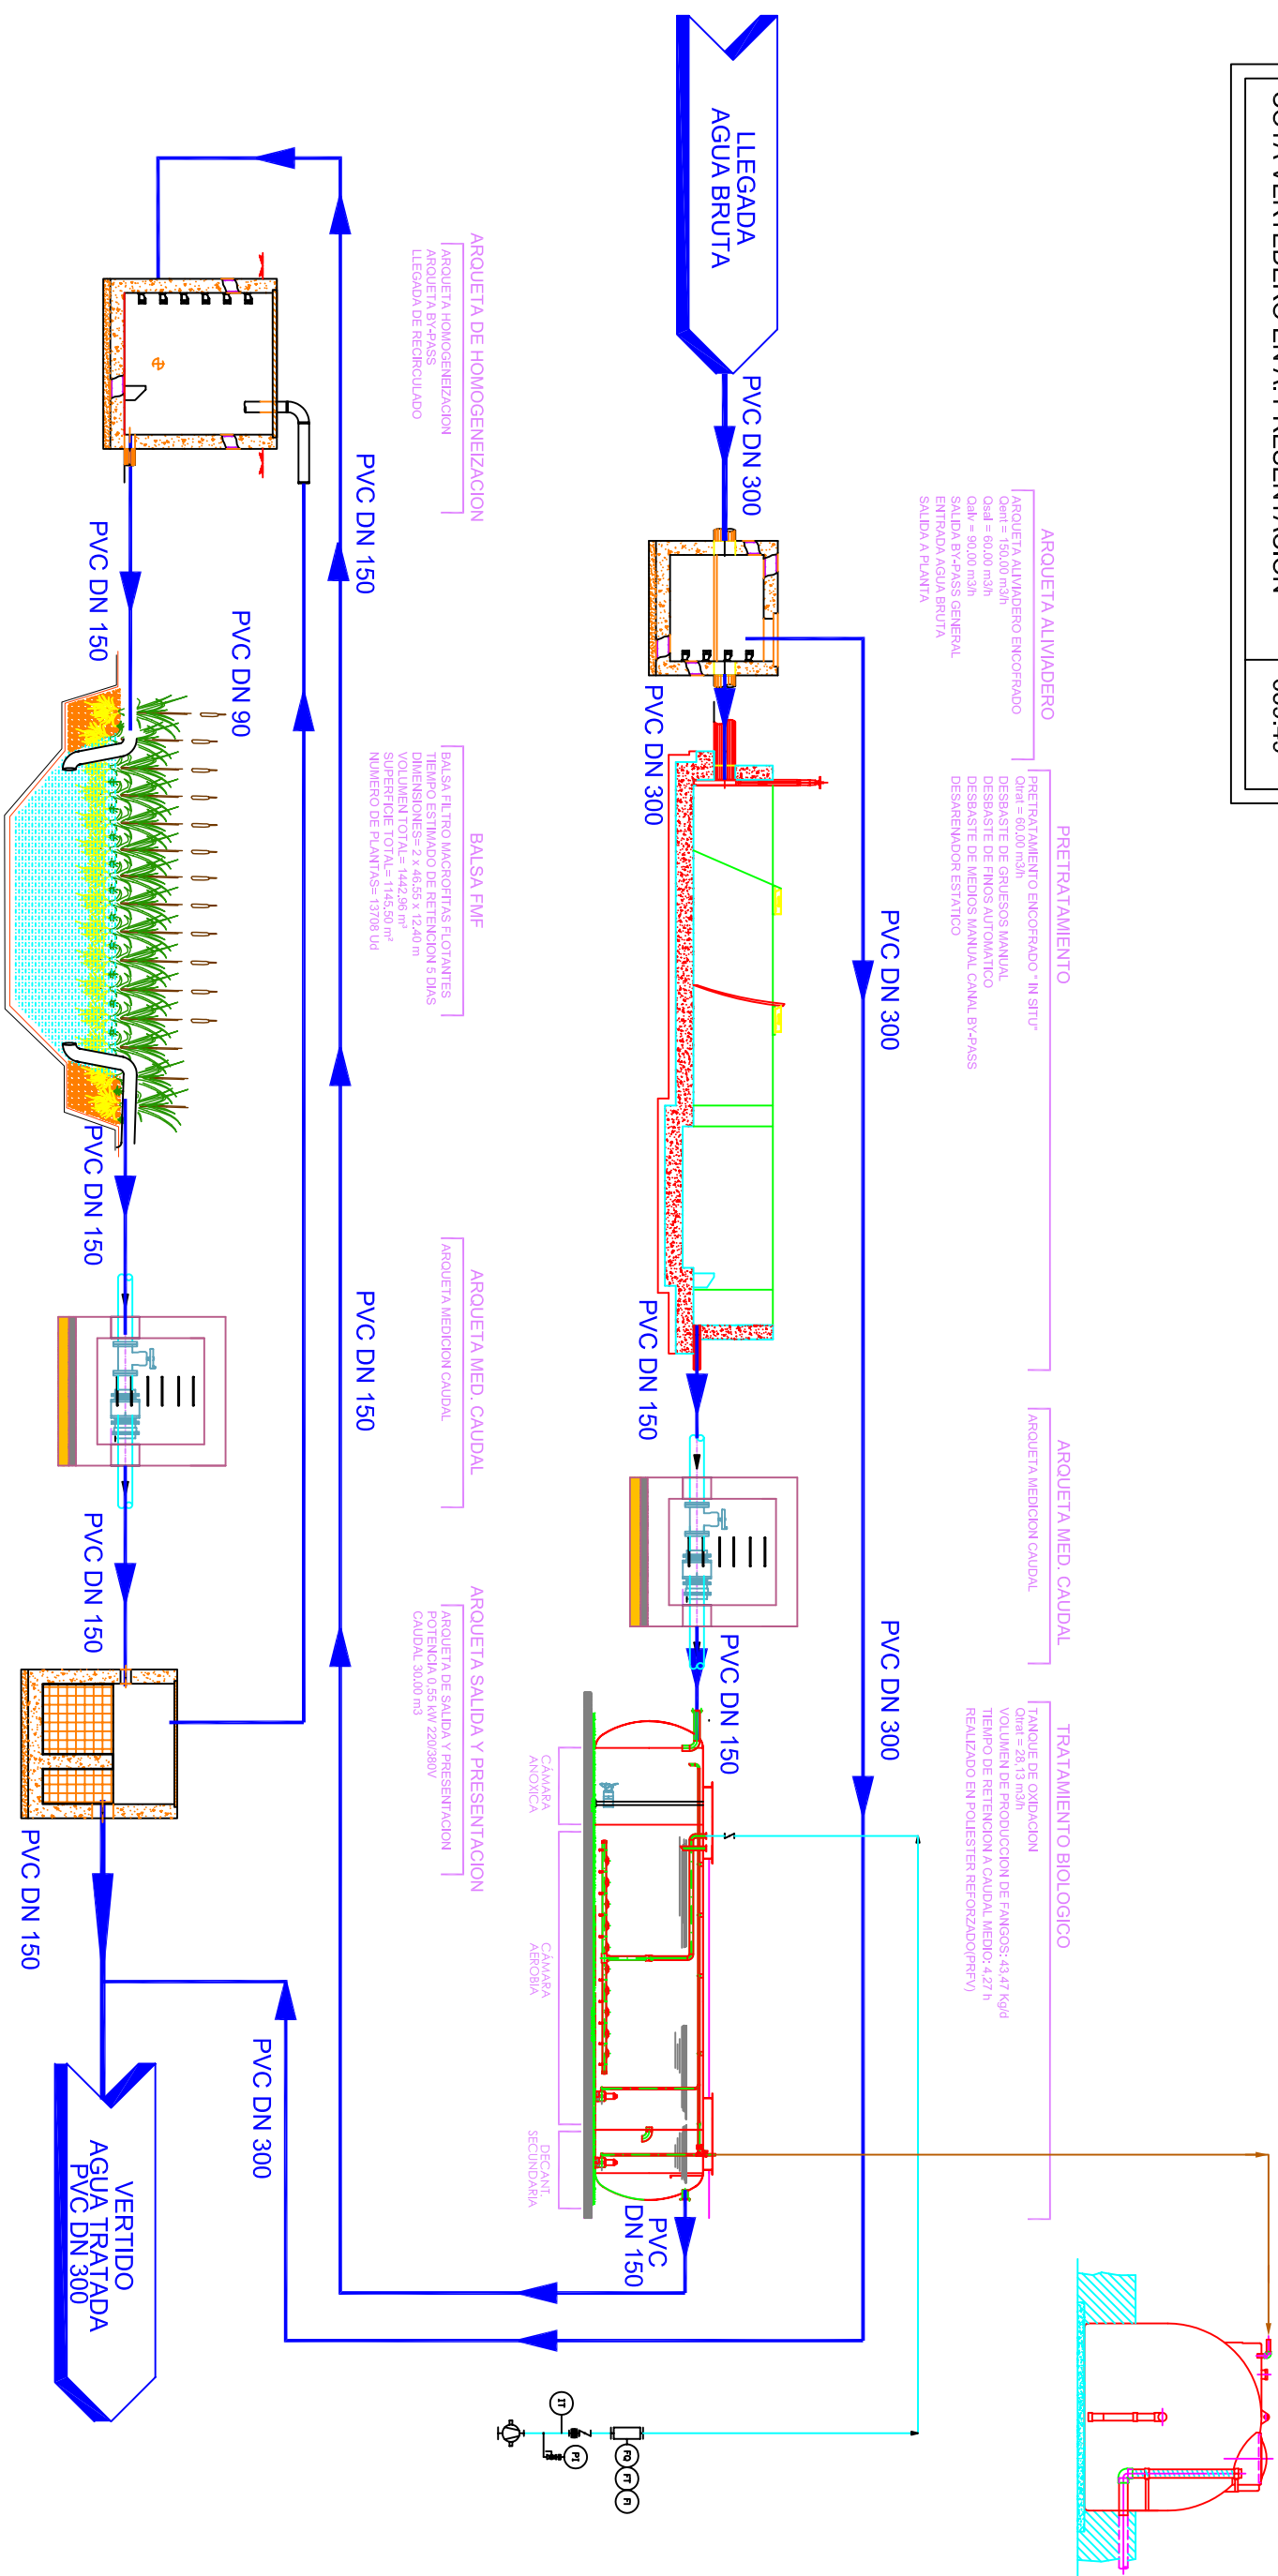 LLEGADA
AGUA BRUTA
PVC DN 300
ARQUETA ALIVIADERO
ARQUETA ALIVIADERO ENCOFRADO
Qent = 150,00 m3/h
Qsal = 60,00 m3/h
Qaliv = 90,00 m3/h
SALIDA BY-PASS GENERAL
ENTRADA AGUA BRUTA
SALIDA A PLANTA
PVC DN 300
PRETRATAMIENTO
PRETRATAMIENTO ENCOFRADO " IN SITU"
Qtrat = 60,00 m3/h
DESBASTE DE GRUESOS MANUAL
DESBASTE DE FINOS AUTOMATICO
DESBASTE DE MEDIOS MANUAL CANAL BY-PASS
DESARENADOR ESTATICO
PVC DN 300
PVC DN 150
ARQUETA MED. CAUDAL
ARQUETA MEDICION CAUDAL
PVC DN 300
PVC DN 150
TRATAMIENTO BIOLOGICO
TANQUE DE OXIDACION
Qtrat = 28,13 m3/h
VOLUMEN DE PRODUCCION DE FANGOS: 43,47 Kg/d
TIEMPO DE RETENCION A CAUDAL MEDIO: 4,27 h
REALIZADO EN POLIESTER REFORZADO(PRFV)
CÁMARA
ANOXICA
CÁMARA
AEROBIA
DECANT.
SECUNDARIA
PVC
DN 150
IT
PI
FQ
FT
FI
ARQUETA DE HOMOGENEIZACION
ARQUETA HOMOGENEIZACION
ARQUETA BY-PASS
LLEGADA DE RECIRCULADO
PVC DN 150
PVC DN 150
PVC DN 90
BALSA FMF
BALSA FILTRO MACROFITAS FLOTANTES
TIEMPO ESTIMADO DE RETENCION 5 DIAS
DIMENSIONES= 2 x 46,55 x 12,40 m
VOLUMEN TOTAL= 1442,96 m³
SUPERFICIE TOTAL= 1145,50 m²
NUMERO DE PLANTAS= 13708 Ud
PVC DN 150
ARQUETA MED. CAUDAL
ARQUETA MEDICION CAUDAL
PVC DN 150
PVC DN 150
ARQUETA SALIDA Y PRESENTACION
ARQUETA DE SALIDA Y PRESENTACION
POTENCIA 0,55 kW 220/380V
CAUDAL 30,00 m3
PVC DN 150
PVC DN 300
VERTIDO
AGUA TRATADA
PVC DN 300